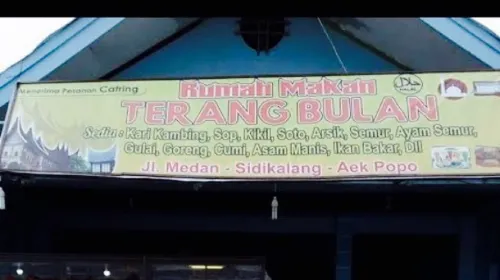 Menerima Pesanan Catring
Rumah Makan
HALAL
TERANG BULAN
Sedia : Kari Kambing, Sop, Kikil, Soto, Arsik, Semur, Ayam Semur,
Gulai, Goreng, Cumi, Asam Manis, Ikan Bakar, Dll
Jl. Medan - Sidikalang - Aek Popo